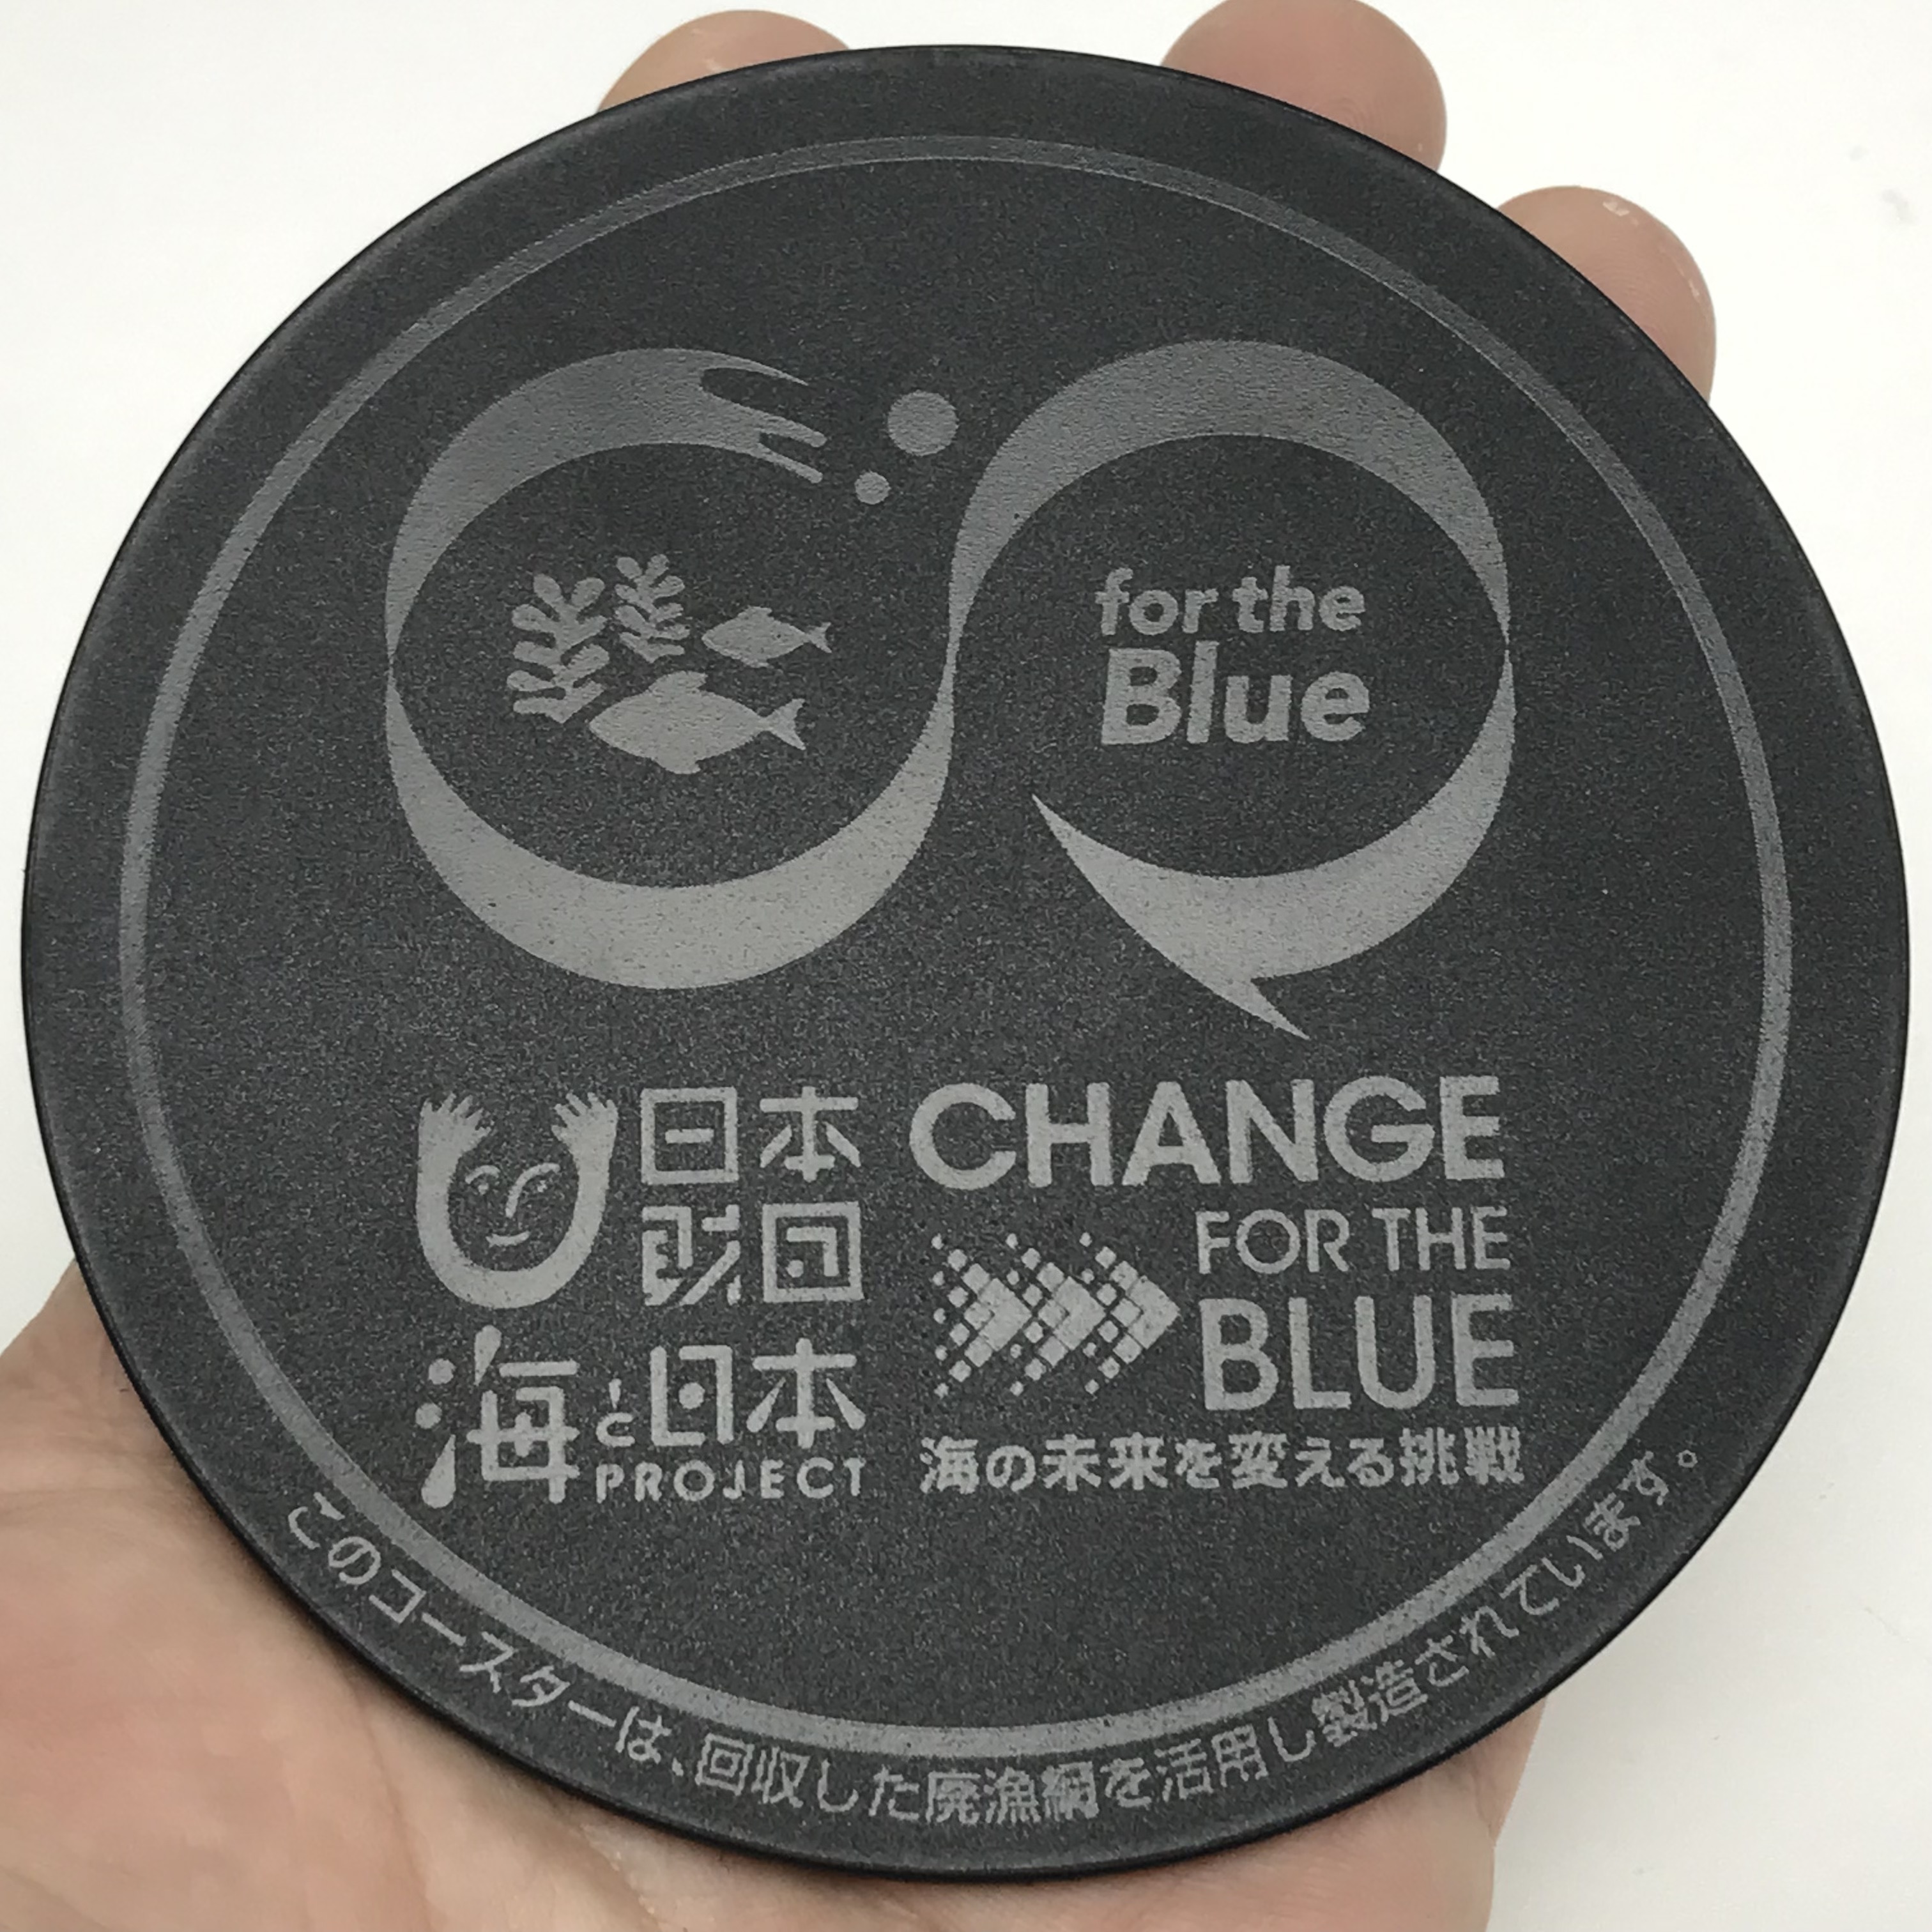 for the
Blue
日本
財団
海と日本
PROJECT
CHANGE
FOR THE
BLUE
海の未来を変える挑戦
このコースターは、回収した廃漁網を活用し製造されています。